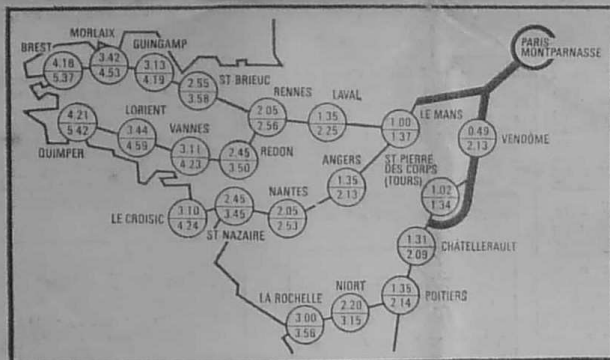 PARIS-
MONTPARNASSE
MORLAIX
BREST
GUINGAMP
4.18
5.37
3.42
4.53
3.13
4.19
2.55
3.58
ST BRIEUC
RENNES
2.05
2.56
LAVAL
1.35
2.25
1.00
1.37
LE MANS
0.49
2.13
VENDÔME
4.21
5.42
QUIMPER
LORIENT
3.44
4.59
VANNES
3.11
4.23
2.45
3.50
REDON
ANGERS
1.35
2.13
ST PIERRE
DES CORPS
(TOURS)
1.02
1.34
LE CROISIC
3.10
4.24
2.45
3.45
ST NAZAIRE
NANTES
2.05
2.53
1.31
2.09
CHÂTELLERAULT
LA ROCHELLE
3.00
3.56
NIORT
2.20
3.15
1.35
2.14
POITIERS